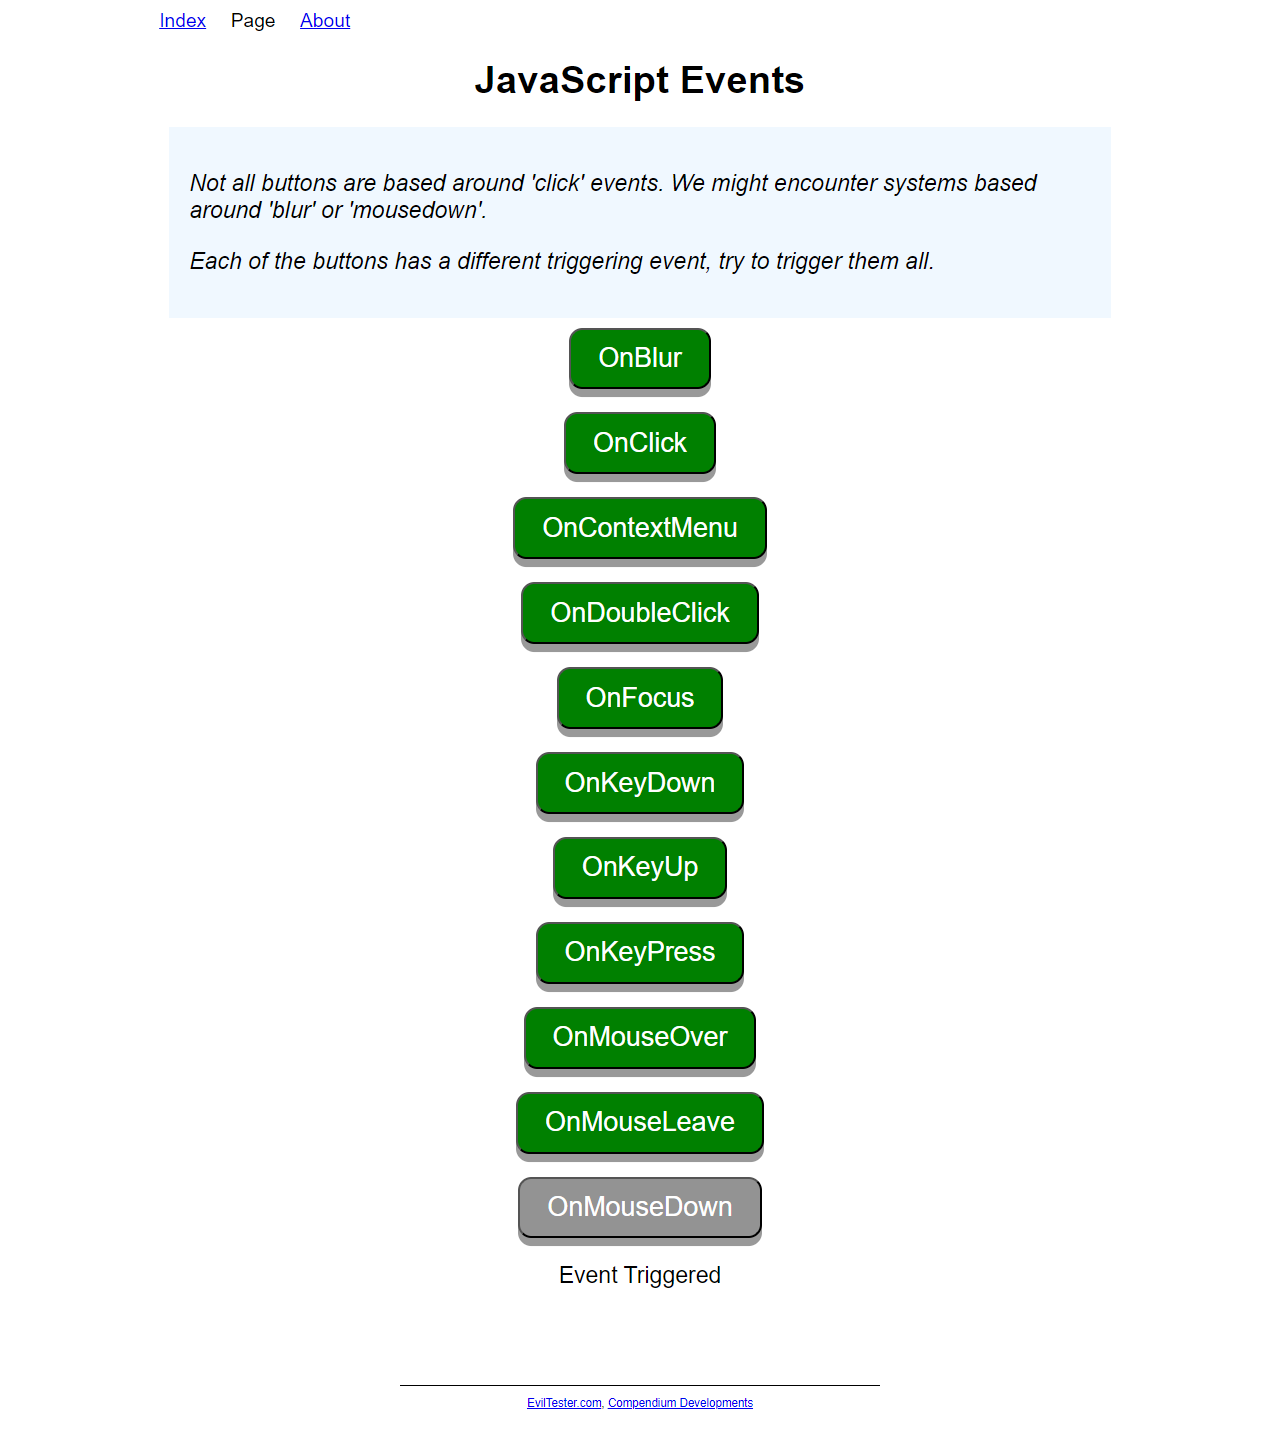 Index Page About
JavaScript Events
Not all buttons are based around 'click' events. We might encounter systems based
around 'blur' or 'mousedown'.
Each of the buttons has a different triggering event, try to trigger them all.
OnBlur
OnClick
OnContextMenu
OnDoubleClick
OnFocus
OnKeyDown
OnKeyUp
OnKeyPress
OnMouseOver
OnMouseLeave
OnMouseDown
Event Triggered
EvilTester.com, Compendium Developments